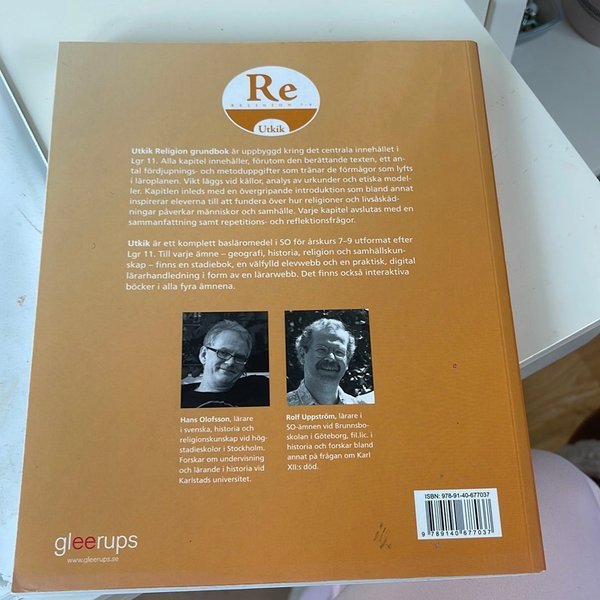 Re
RELIGION 7–9
Utkik
Utkik Religion grundbok är uppbyggd kring det centrala innehållet i
Lgr 11. Alla kapitel innehåller, förutom den berättande texten, ett an-
tal fördjupnings- och metoduppgifter som tränar de förmågor som lyfts
i läroplanen. Vikt läggs vid källor, analys av urkunder och etiska model-
ler. Kapitlen inleds med en övergripande introduktion som bland annat
inspirerar eleverna till att fundera över hur religioner och livsåskåd-
ningar påverkar människor och samhälle. Varje kapitel avslutas med en
sammanfattning samt repetitions- och reflektionsfrågor.
Utkik är ett komplett basläromedel i SO för årskurs 7–9 utformat efter
Lgr 11. Till varje ämne – geografi, historia, religion och samhällskun-
skap – finns en stadiebok, en välfylld elevwebb och en praktisk, digital
lärarhandledning i form av en lärarwebb. Det finns också interaktiva
böcker i alla fyra ämnena.
Hans Olofsson, lärare
i svenska, historia och
religionskunskap vid hög-
stadieskolor i Stockholm.
Forskar om undervisning
och lärande i historia vid
Karlstads universitet.
Rolf Uppström, lärare i
SO-ämnen vid Brunnsbo-
skolan i Göteborg, fil.lic. i
historia och forskar bland
annat på frågan om Karl
XII:s död.
ISBN: 978-91-40-677037
9 789140 677037
gleerups
www.gleerups.se